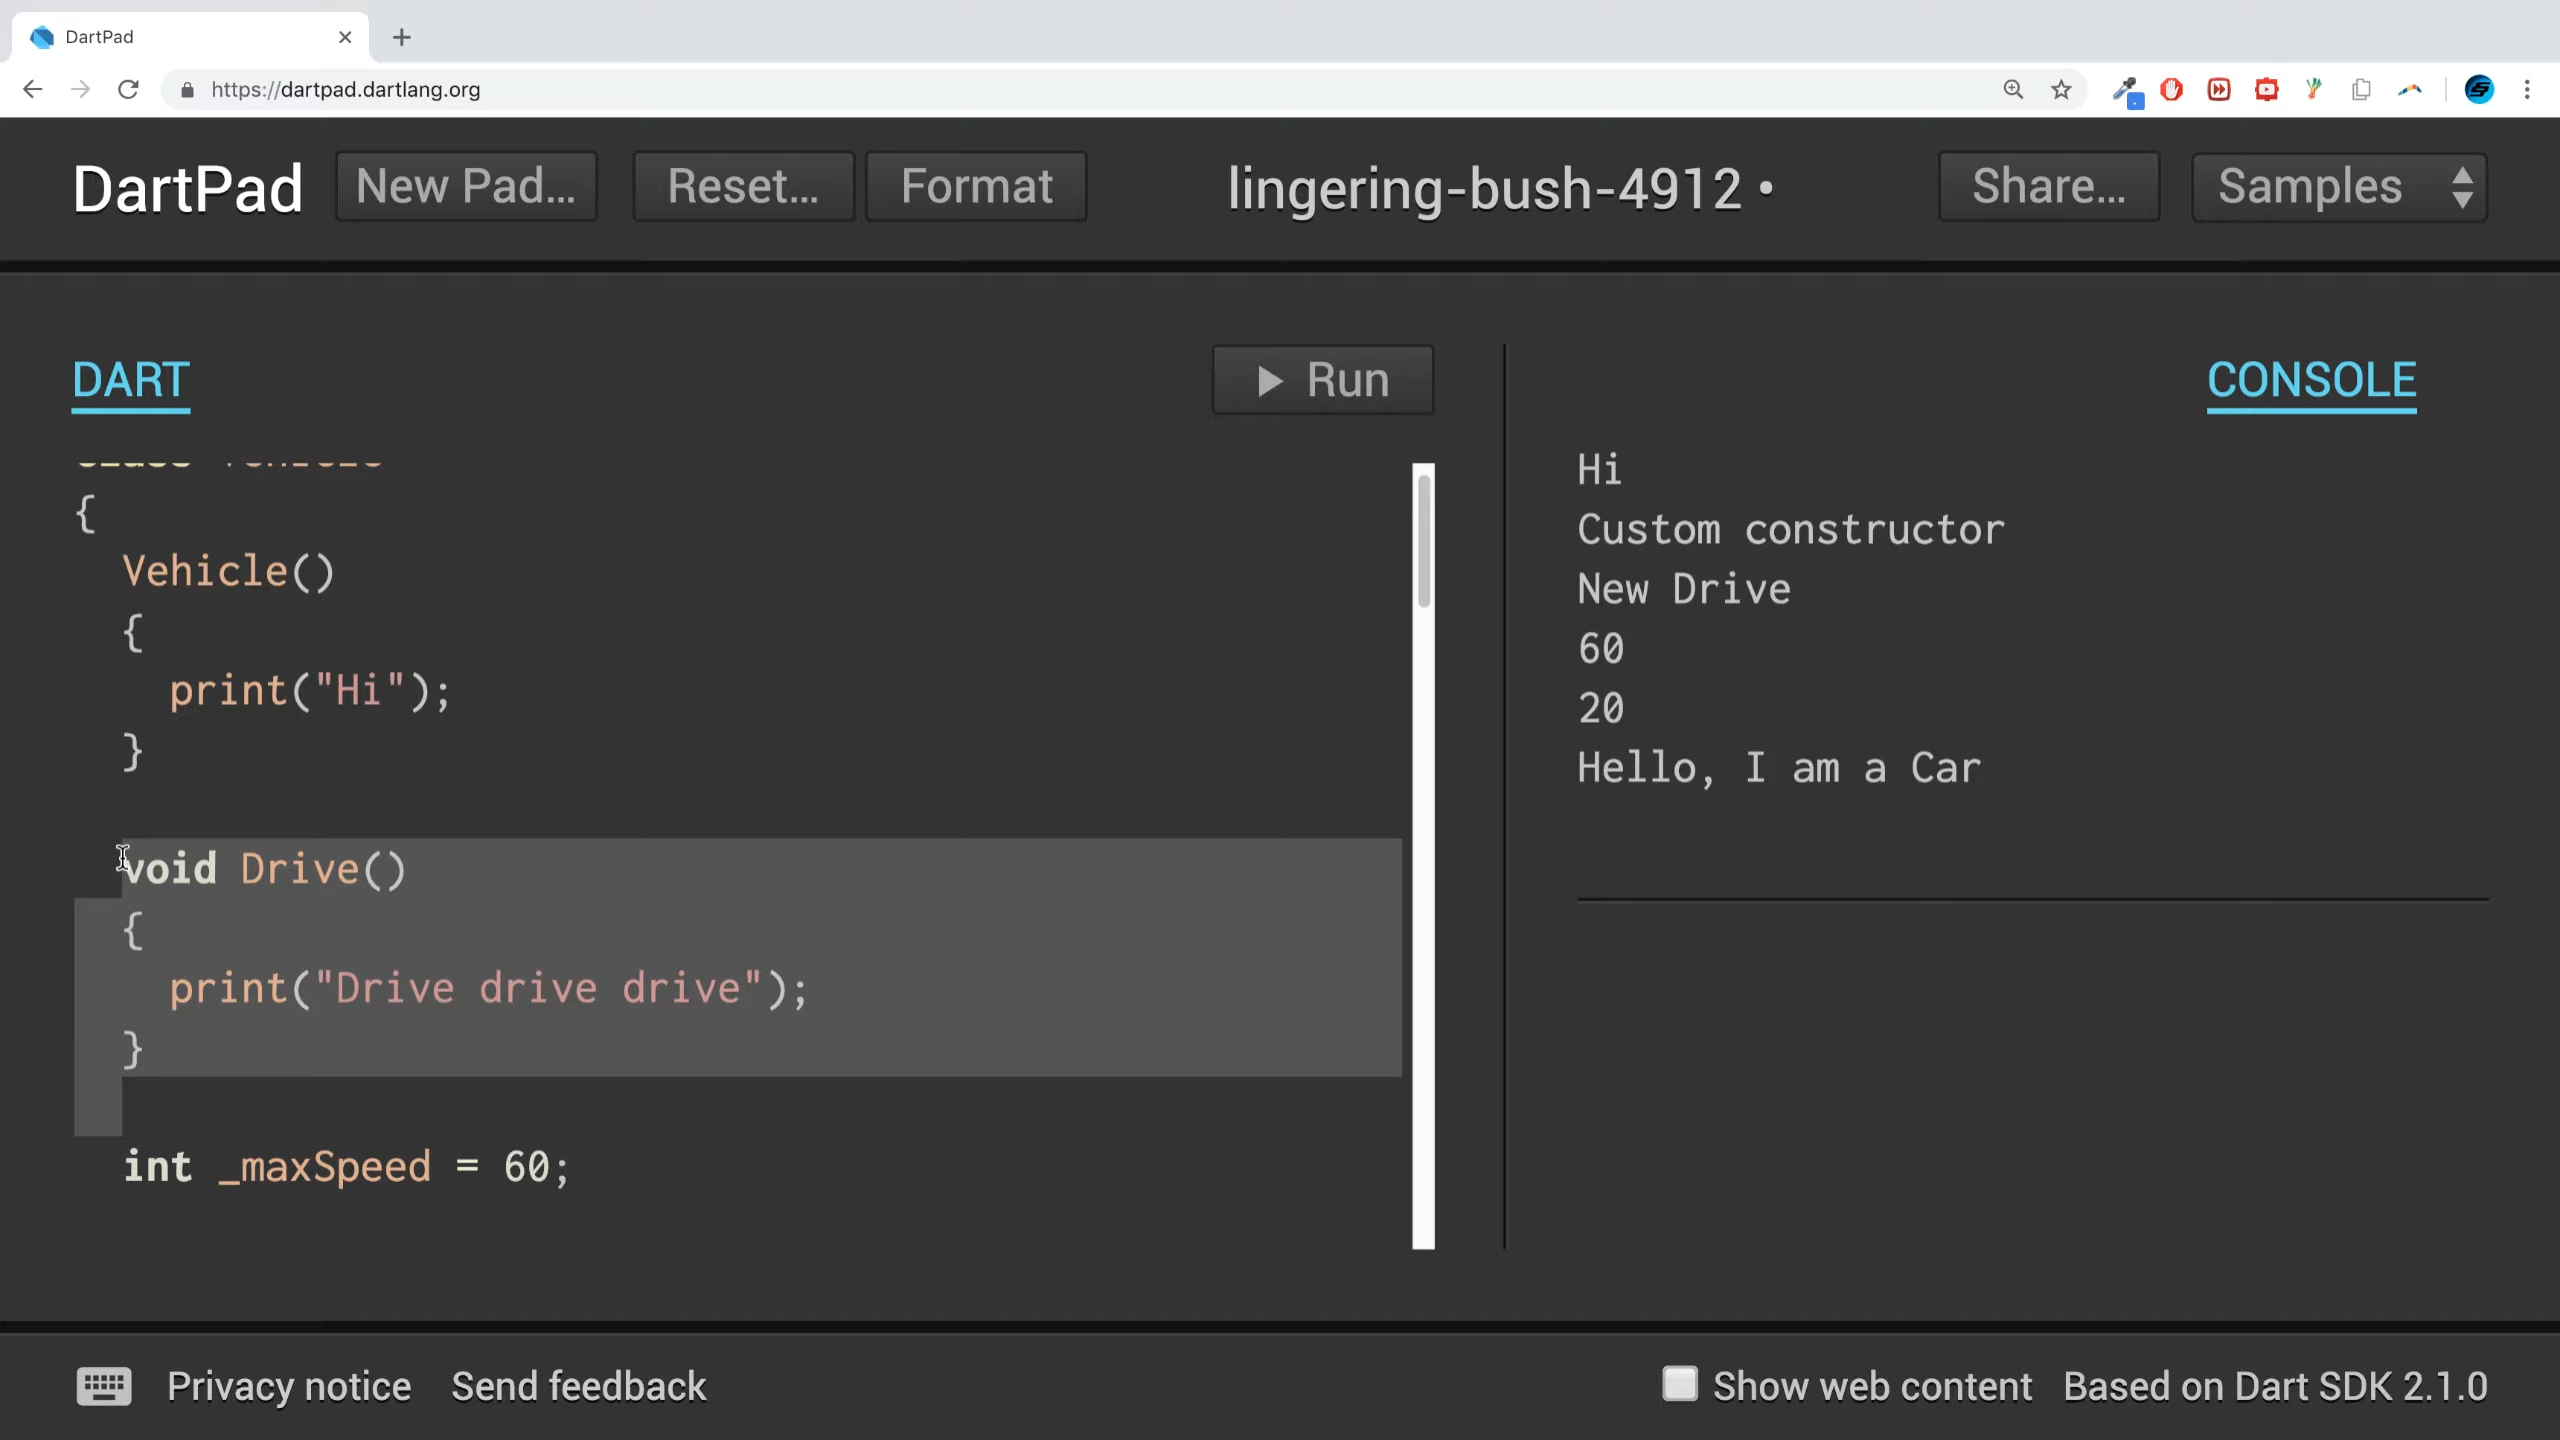 DartPad
https://dartpad.dartlang.org
DartPad
New Pad...
Reset...
Format
lingering-bush-4912 •
Share...
Samples
DART
Run
CONSOLE
{
Vehicle()
{
print("Hi");
}
void Drive()
{
print("Drive drive drive");
}
int _maxSpeed = 60;
Hi
Custom constructor
New Drive
60
20
Hello, I am a Car
Privacy notice
Send feedback
Show web content
Based on Dart SDK 2.1.0